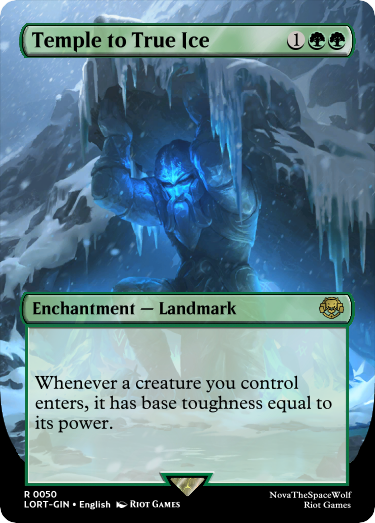 Temple to True Ice 1
Enchantment — Landmark
Whenever a creature you control
enters, it has base toughness equal to
its power.
R 0050
LORT-GIN • English Riot Games
NovaTheSpaceWolf
Riot Games